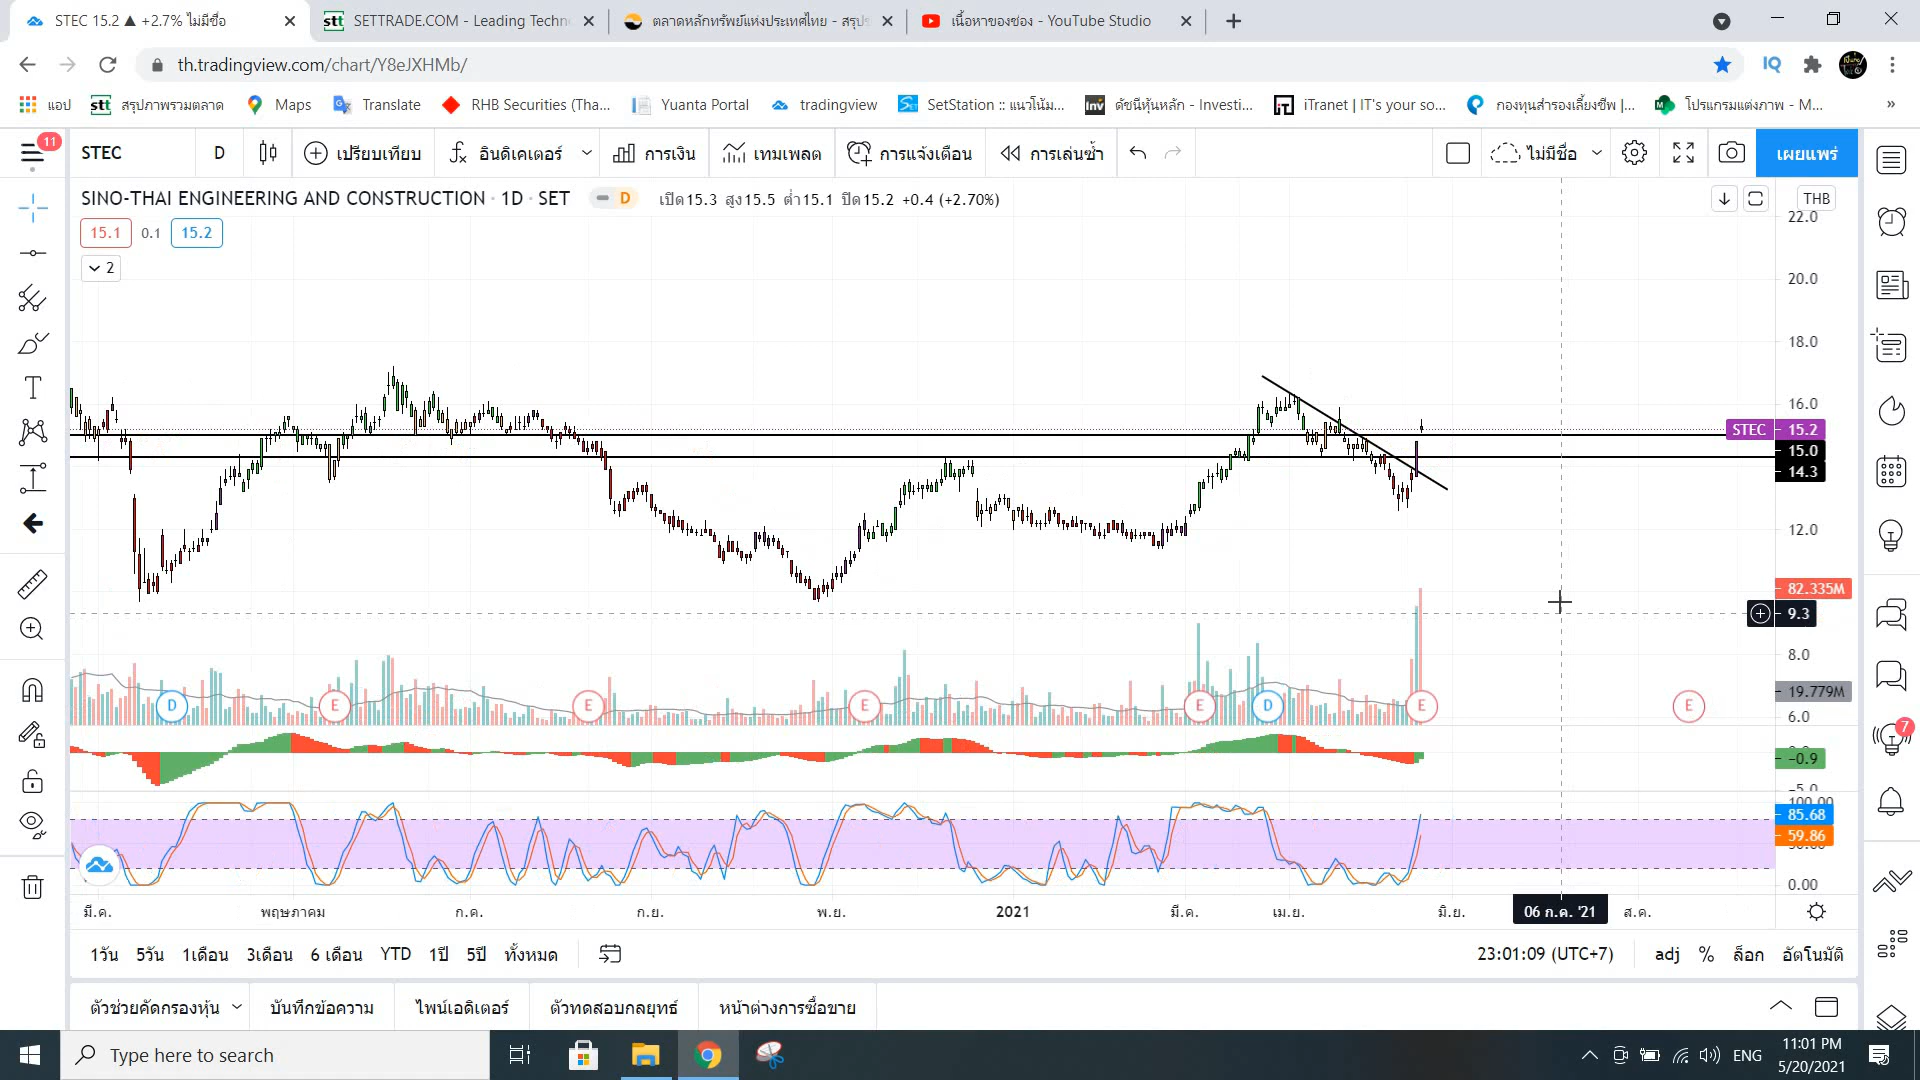 STEC 15.2 ▲ +2.7% ไม่มีชื่อ
SETTRADE.COM - Leading Techn
ตลาดหลักทรัพย์แห่งประเทศไทย - สรุป
เนื้อหาของช่อง - YouTube Studio
th.tradingview.com/chart/Y8eJXHMb/
แอป
stt สรุปภาพรวมตลาด
Maps
Translate
RHB Securities (Tha...
Yuanta Portal
tradingview
SetStation :: แนวโน้ม...
Inv ดัชนีหุ้นหลัก - Investi...
iT iTranet | IT's your so...
กองทุนสำรองเลี้ยงชีพ |...
โปรแกรมแต่งภาพ - M...
»
11
STEC
D
เปรียบเทียบ
อินดิเคเตอร์
การเงิน
เทมเพลต
การแจ้งเตือน
การเล่นซ้ำ
ไม่มีชื่อ
เผยแพร่
SINO-THAI ENGINEERING AND CONSTRUCTION · 1D · SET
D
เปิด15.3 สูง15.5 ต่ำ15.1 ปิด15.2 +0.4 (+2.70%)
THB
15.1 0.1 15.2
2
22.0
20.0
18.0
16.0
STEC 15.2
15.0
14.3
12.0
82.335M
9.3
8.0
19.779M
6.0
D E E E E D E E
7
-0.9
-5.0
100.00
85.68
59.86
0.00
มี.ค. พฤษภาคม ก.ค. ก.ย. พ.ย. 2021 มี.ค. เม.ย. มิ.ย. 06 ก.ค. '21 ส.ค.
1วัน 5วัน 1เดือน 3เดือน 6 เดือน YTD 1ปี 5ปี ทั้งหมด
23:01:09 (UTC+7) adj % ล็อก อัตโนมัติ
ตัวช่วยคัดกรองหุ้น บันทึกข้อความ ไพน์เอดิเตอร์ ตัวทดสอบกลยุทธ์ หน้าต่างการซื้อขาย
Type here to search
ENG
11:01 PM
5/20/2021